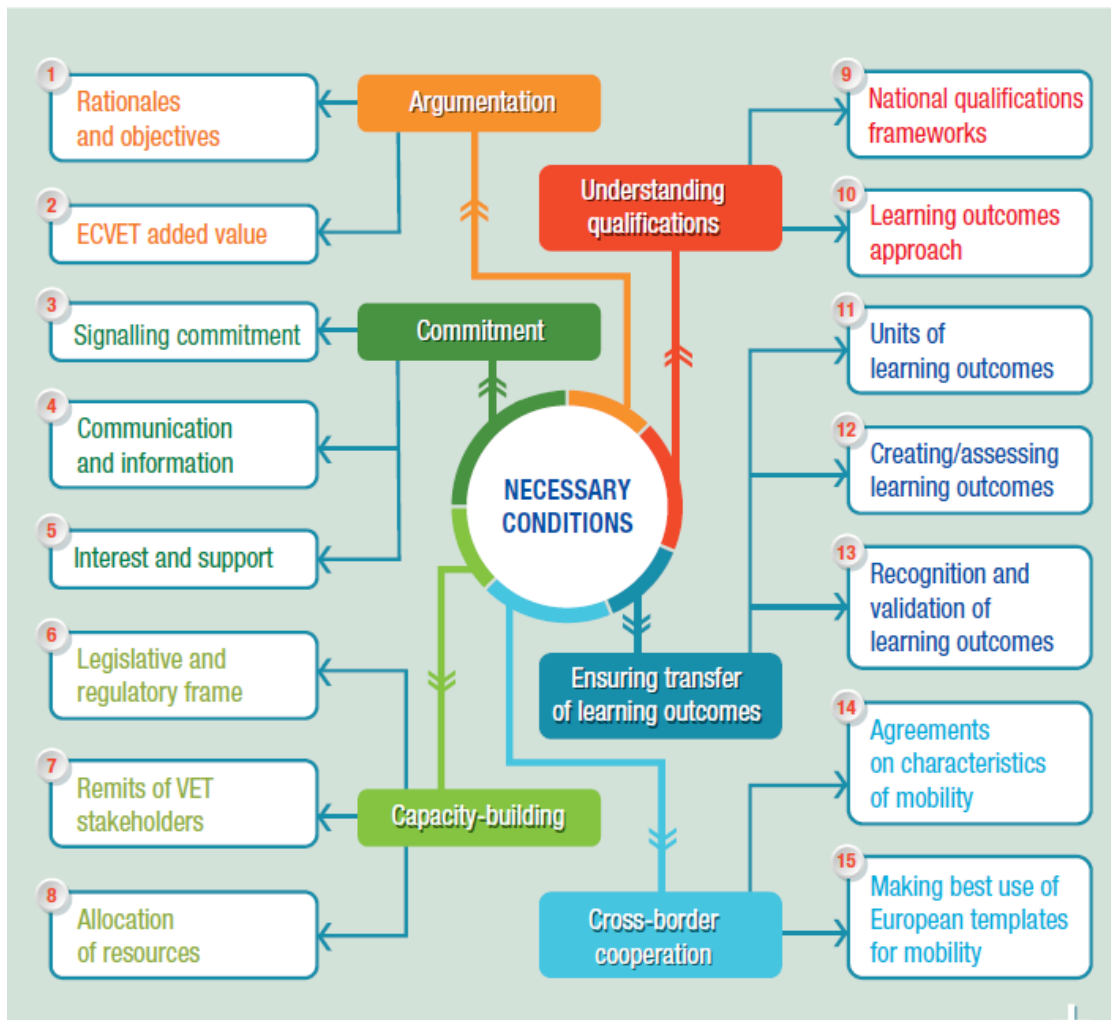 1
Rationales
and objectives
2
ECVET added value
3
Signalling commitment
4
Communication
and information
5
Interest and support
6
Legislative and
regulatory frame
7
Remits of VET
stakeholders
8
Allocation
of resources
Argumentation
Commitment
Capacity-building
NECESSARY
CONDITIONS
Understanding
qualifications
Ensuring transfer
of learning outcomes
Cross-border
cooperation
9
National qualifications
frameworks
10
Learning outcomes
approach
11
Units of
learning outcomes
12
Creating/assessing
learning outcomes
13
Recognition and
validation of
learning outcomes
14
Agreements
on characteristics
of mobility
15
Making best use of
European templates
for mobility